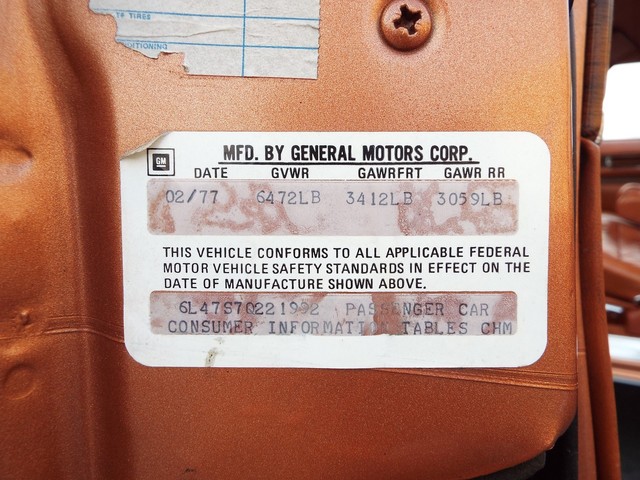 TIRES
GM
MFD. BY GENERAL MOTORS CORP.
DATE GVWR GAWRFRT GAWR RR
02/77 6472LB 3412LB 3059LB
THIS VEHICLE CONFORMS TO ALL APPLICABLE FEDERAL
MOTOR VEHICLE SAFETY STANDARDS IN EFFECT ON THE
DATE OF MANUFACTURE SHOWN ABOVE.
6L47S7Q221992 PASSENGER CAR
CONSUMER INFORMATION TABLES CHM